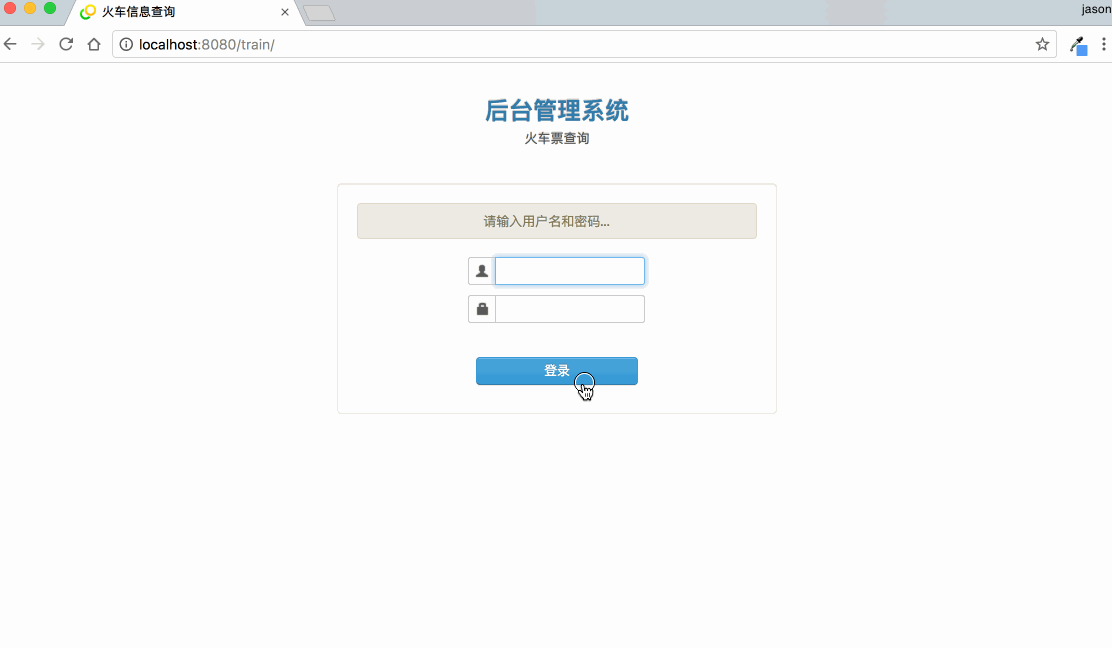 火车信息查询
jason
localhost:8080/train/
后台管理系统
火车票查询
请输入用户名和密码...
登录